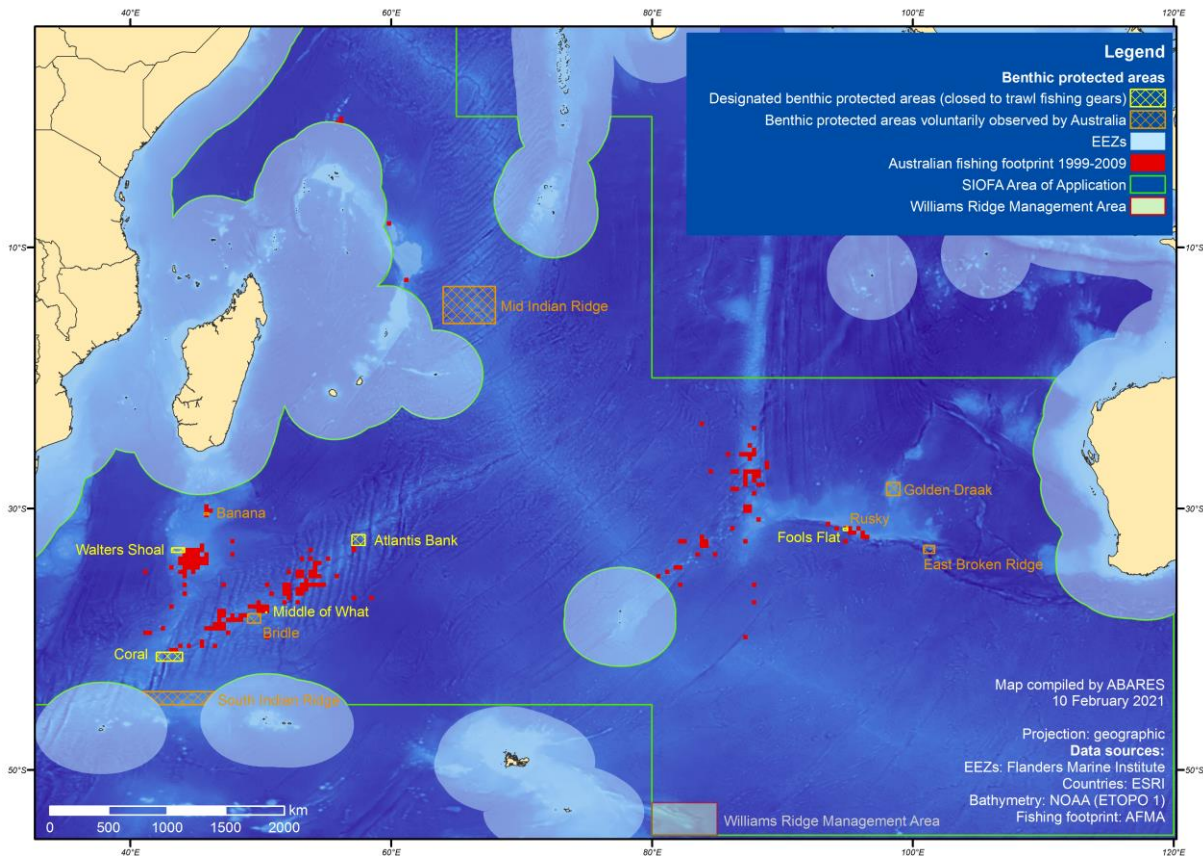 40°E
60°E
80°E
100°E
120°E
Legend
Benthic protected areas
Designated benthic protected areas (closed to trawl fishing gears)
Benthic protected areas voluntarily observed by Australia
EEZs
Australian fishing footprint 1999-2009
SIOFA Area of Application
Williams Ridge Management Area
10°S
10°S
Mid Indian Ridge
30°S
30°S
Golden Draak
Banana
Rusky
Fools Flat
Walters Shoal
Atlantis Bank
East Broken Ridge
Middle of What
Bridle
Coral
South Indian Ridge
Map compiled by ABARES
10 February 2021
Projection: geographic
Data sources:
EEZs: Flanders Marine Institute
Countries: ESRI
Bathymetry: NOAA (ETOPO 1)
Fishing footprint: AFMA
50°S
50°S
km
0 500 1000 1500 2000
Williams Ridge Management Area
40°E
60°E
80°E
100°E
120°E